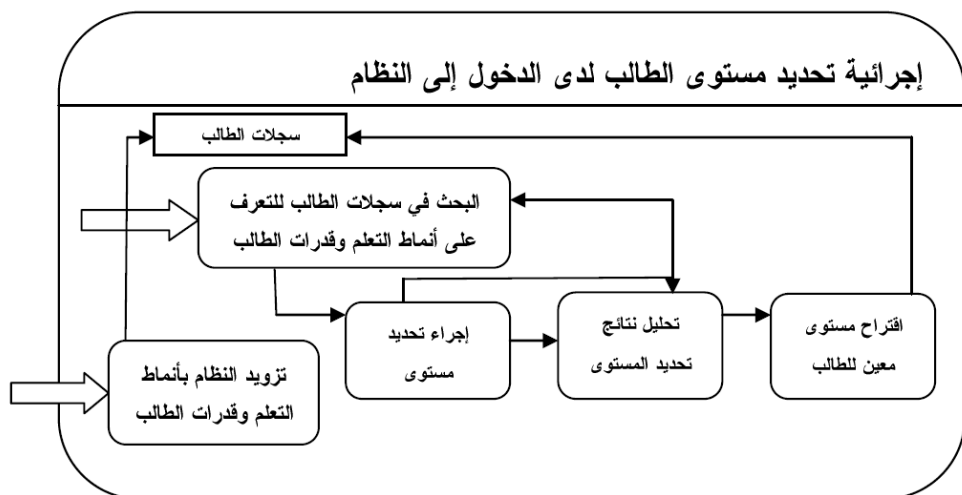 إجرائية تحديد مستوى الطالب لدى الدخول إلى النظام
سجلات الطالب
البحث في سجلات الطالب للتعرف
على أنماط التعلم وقدرات الطالب
إجراء تحديد
مستوى
تحليل نتائج
تحديد المستوى
اقتراح مستوى
معين للطالب
تزويد النظام بأنماط
التعلم وقدرات الطالب